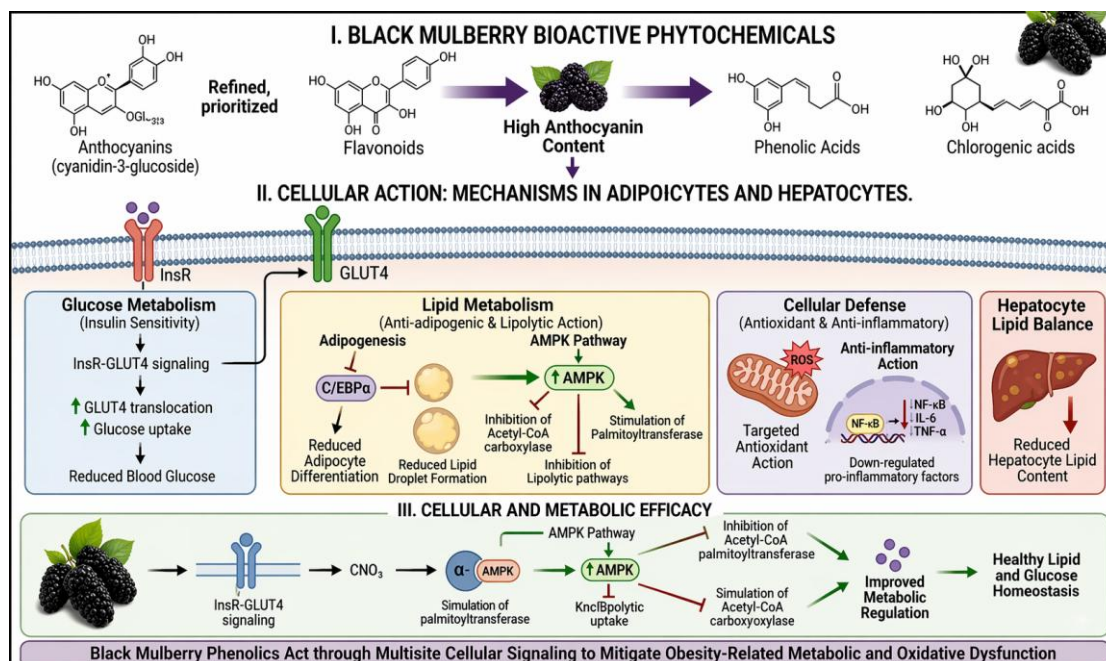 I. BLACK MULBERRY BIOACTIVE PHYTOCHEMICALS
OH
OH
HO
O⁺
OH
Anthocyanins
(cyanidin-3-glucoside)
Refined,
prioritized
OH
HO
O
OH
OH
O
Flavonoids
High Anthocyanin
Content
HO
OH
O
OH
Phenolic Acids
OH
OH
HO
OH
OH
O
O
OH
Chlorogenic acids
II. CELLULAR ACTION: MECHANISMS IN ADIPOICYTES AND HEPATOCYTES.
InsR
GLUT4
Glucose Metabolism
(Insulin Sensitivity)
InsR-GLUT4 signaling
↑ GLUT4 translocation
↑ Glucose uptake
Reduced Blood Glucose
Lipid Metabolism
(Anti-adipogenic & Lipolytic Action)
Adipogenesis
C/EBPα
Reduced
Adipocyte
Differentiation
Reduced Lipid
Droplet Formation
AMPK Pathway
↑ AMPK
Inhibition of
Acetyl-CoA
carboxylase
Inhibition of
Lipolytic pathways
Stimulation of
Palmitoyltransferase
Cellular Defense
(Antioxidant & Anti-inflammatory)
ROS
Targeted
Antioxidant
Action
Anti-inflammatory
Action
NF-κB
↓NF-κB
↓IL-6
↓TNF-α
Down-regulated
pro-inflammatory factors
Hepatocyte
Lipid Balance
Reduced
Hepatocyte Lipid
Content
III. CELLULAR AND METABOLIC EFFICACY
InsR-GLUT4
signaling
CNO₃
α-
AMPK
Simulation of
palmitoyltransferase
AMPK Pathway
↑ AMPK
uptake
Inhibition of
Acetyl-CoA
palmitoyltransferase
Simulation of
Acetyl-CoA
carboxyoxylase
Improved
Metabolic
Regulation
Healthy Lipid
and Glucose
Homeostasis
Black Mulberry Phenolics Act through Multisite Cellular Signaling to Mitigate Obesity-Related Metabolic and Oxidative Dysfunction